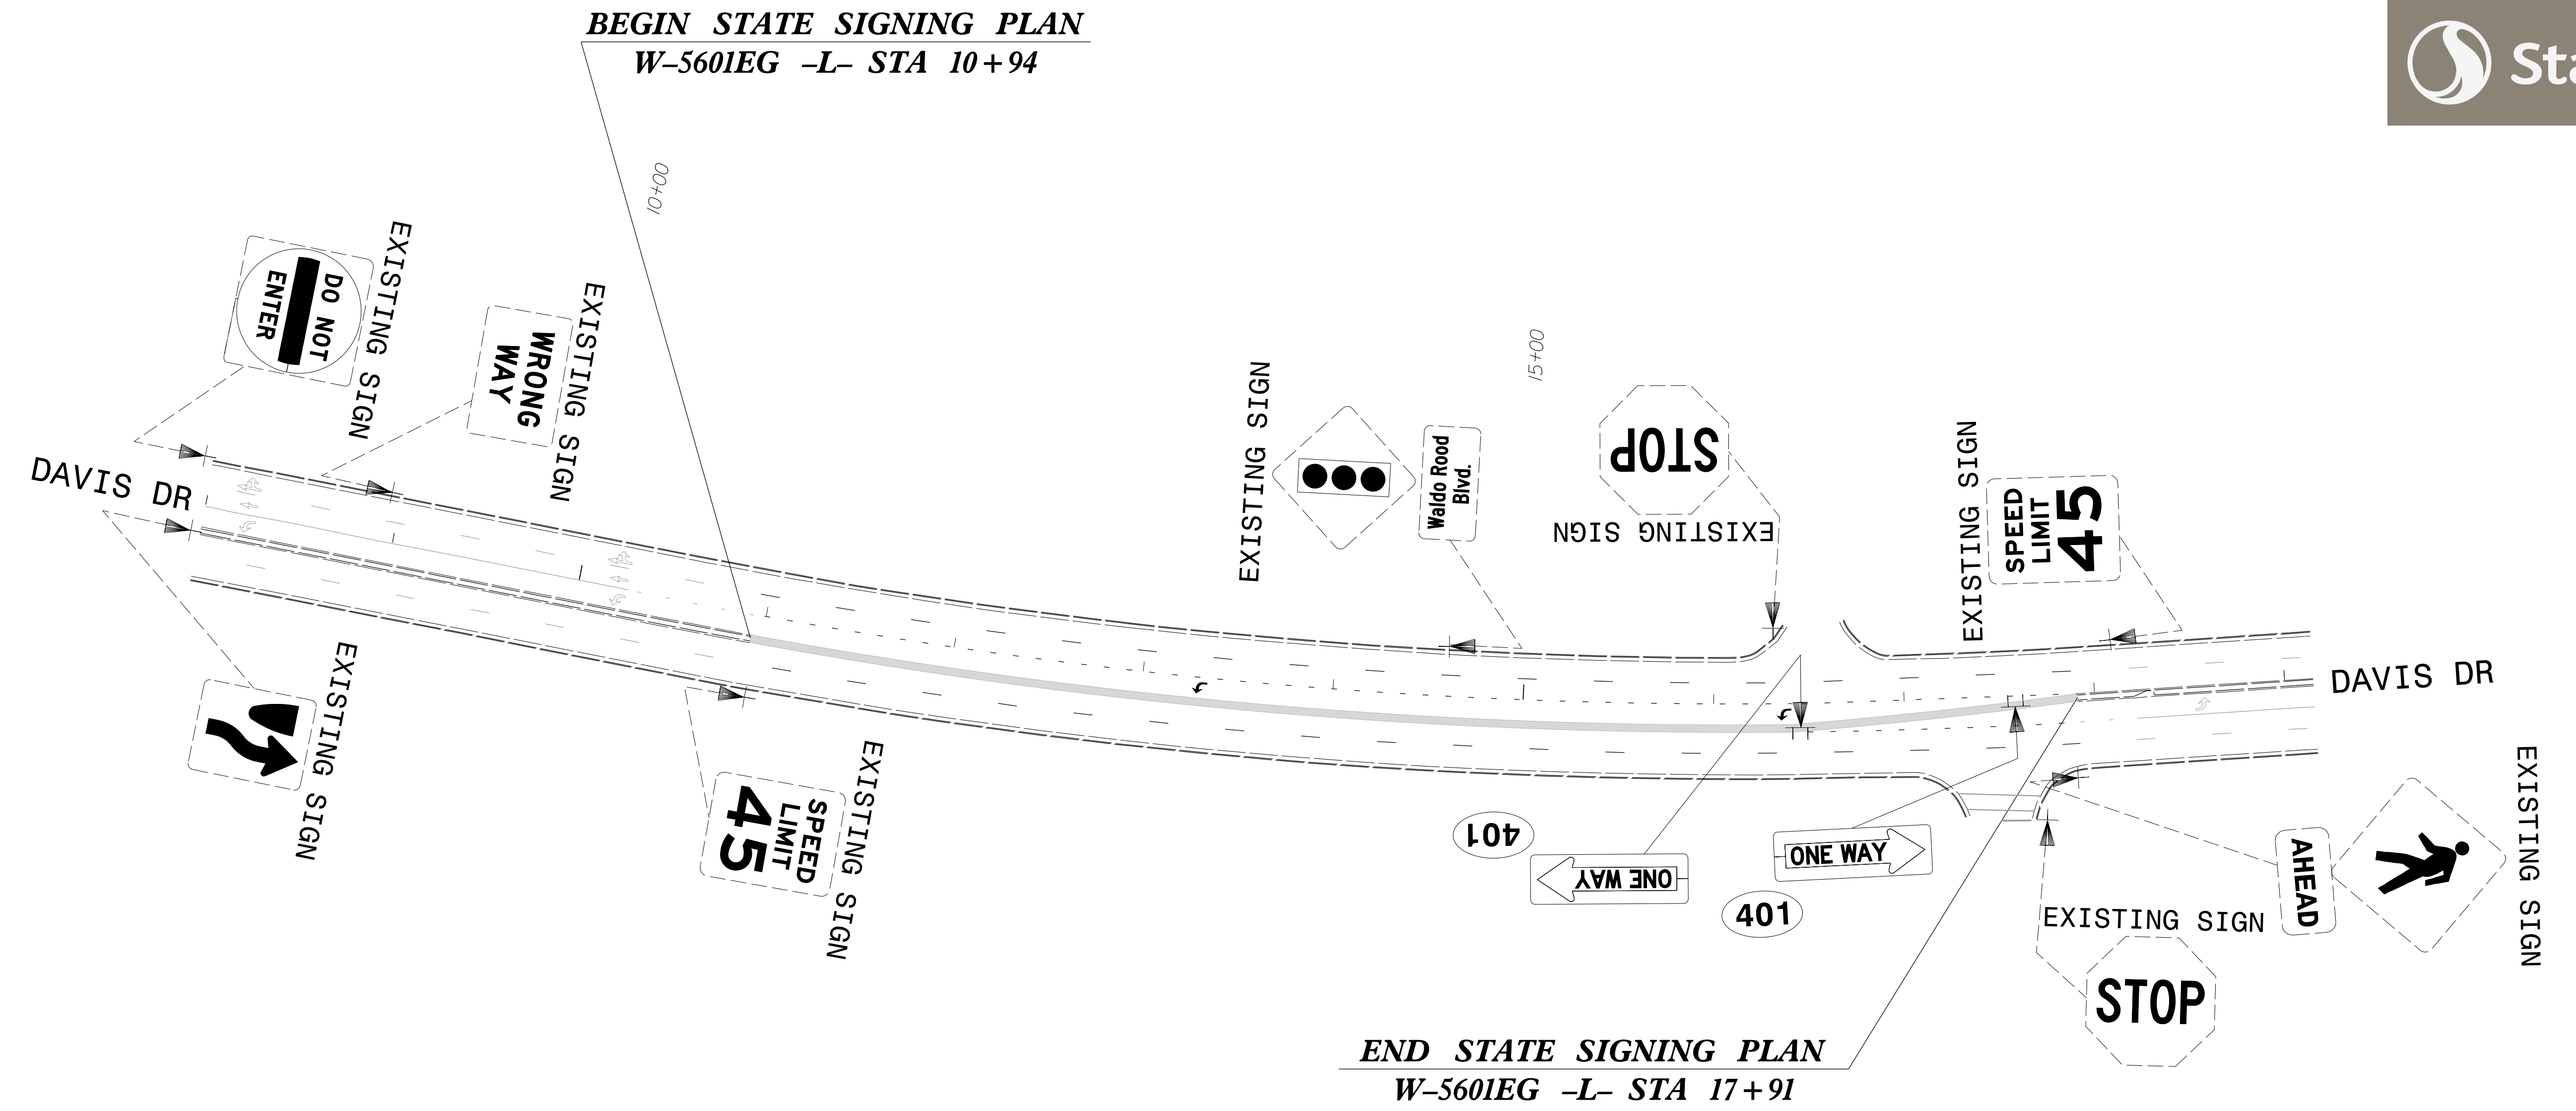 BEGIN STATE SIGNING PLAN
W-5601EG -L- STA 10+94
Sta
10+00
EXISTING SIGN
DO NOT
ENTER
EXISTING SIGN
WRONG
WAY
DAVIS DR
15+00
EXISTING SIGN
Waldo Rood
Blvd.
STOP
EXISTING SIGN
EXISTING SIGN
SPEED
LIMIT
45
DAVIS DR
EXISTING SIGN
EXISTING SIGN
SPEED
LIMIT
45
401
ONE WAY
ONE WAY
401
AHEAD
EXISTING SIGN
EXISTING SIGN
STOP
END STATE SIGNING PLAN
W-5601EG -L- STA 17+91